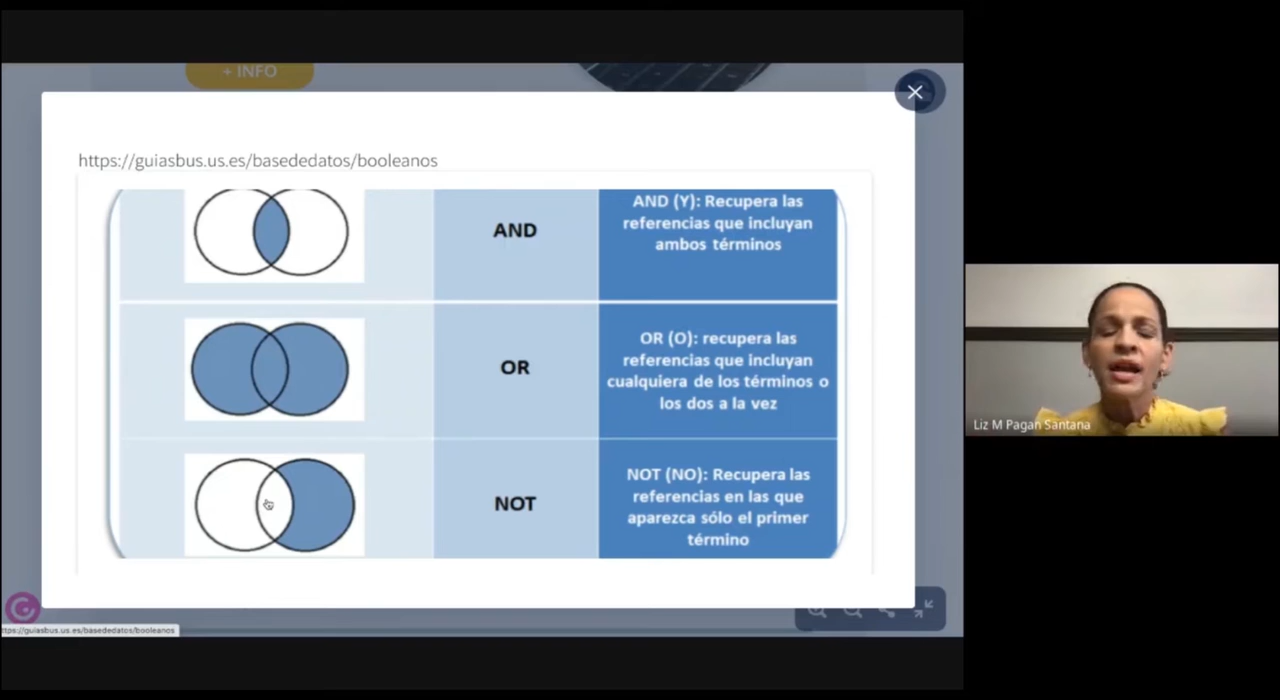 + INFO
https://guiasbus.us.es/basededatos/booleanos
AND
AND (Y): Recupera las
referencias que incluyan
ambos términos
OR
OR (O): recupera las
referencias que incluyan
cualquiera de los términos o
los dos a la vez
NOT
NOT (NO): Recupera las
referencias en las que
aparezca sólo el primer
término
Liz M Pagan Santana
ttps://guiasbus.us.es/basededatos/booleanos